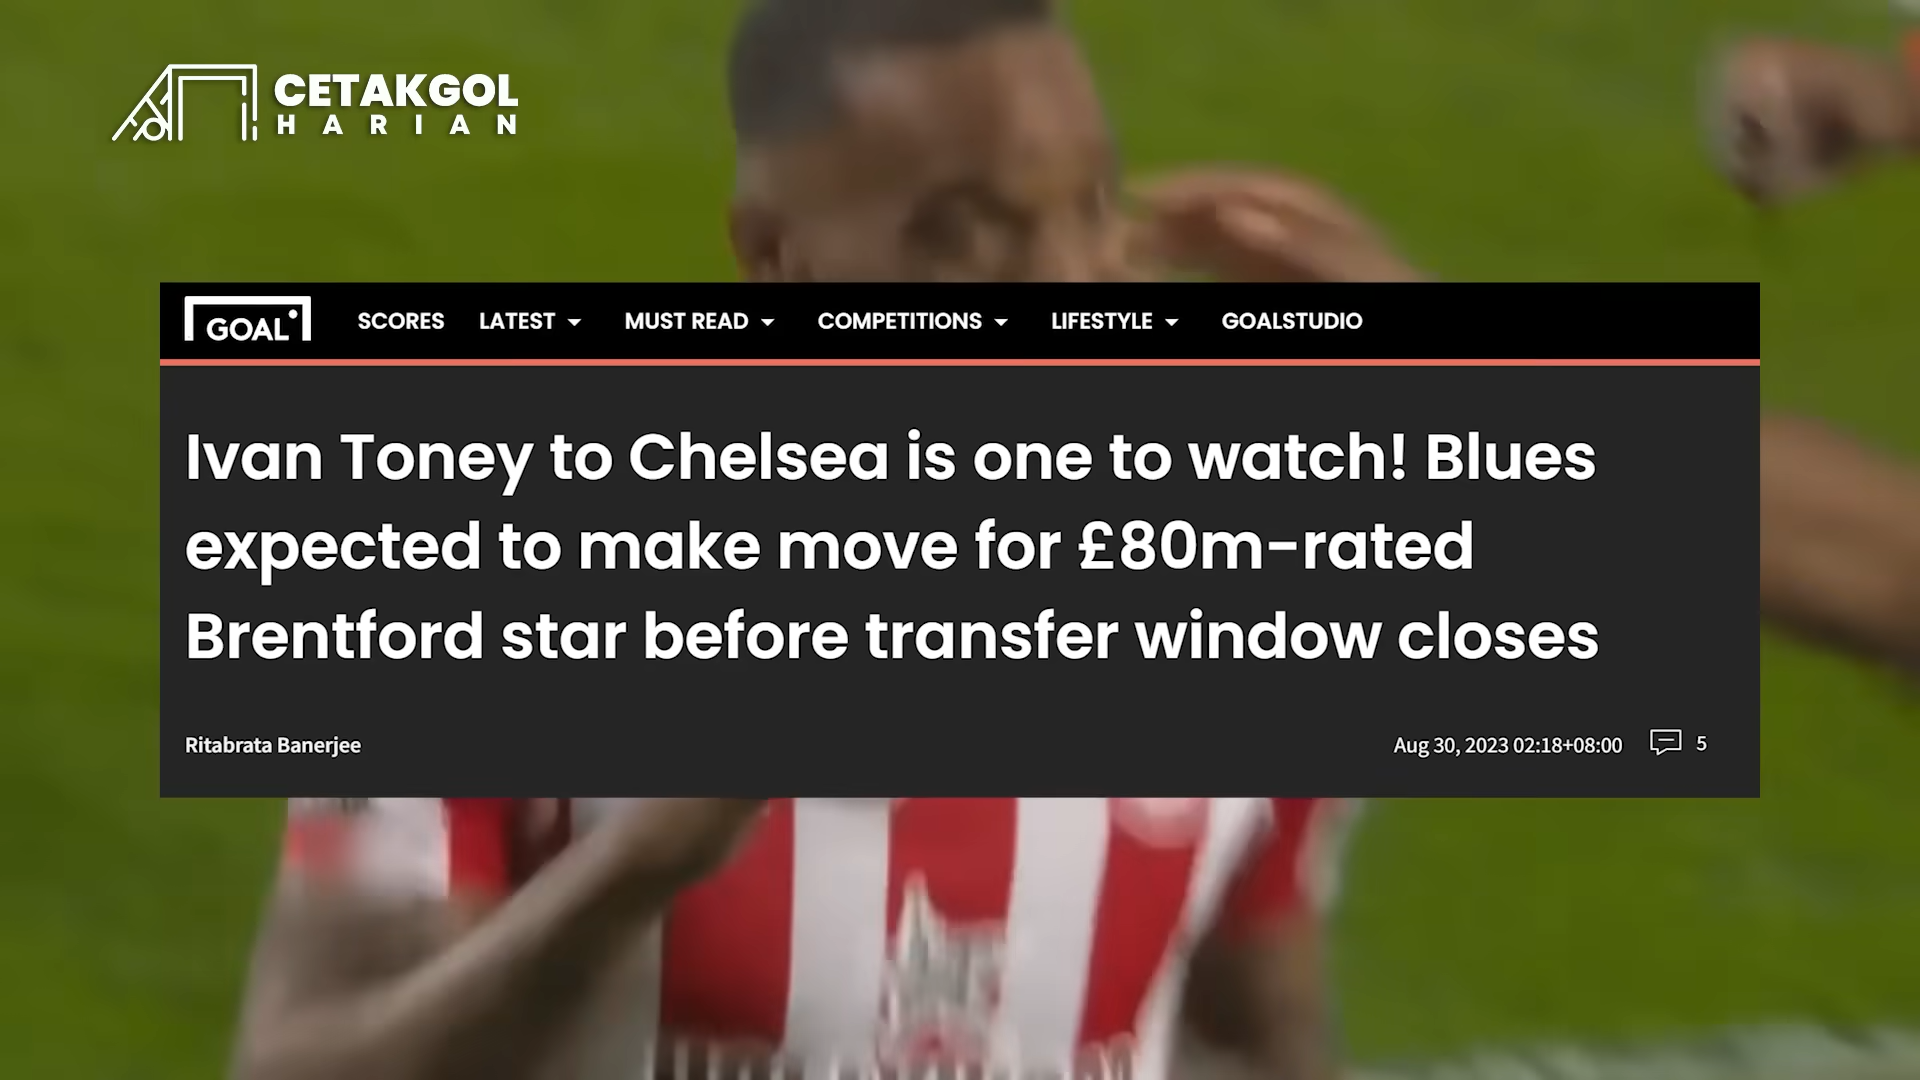 CETAKGOL
HARIAN
GOAL SCORES LATEST MUST READ COMPETITIONS LIFESTYLE GOALSTUDIO
Ivan Toney to Chelsea is one to watch! Blues
expected to make move for £80m-rated
Brentford star before transfer window closes
Ritabrata Banerjee Aug 30, 2023 02:18+08:00 5